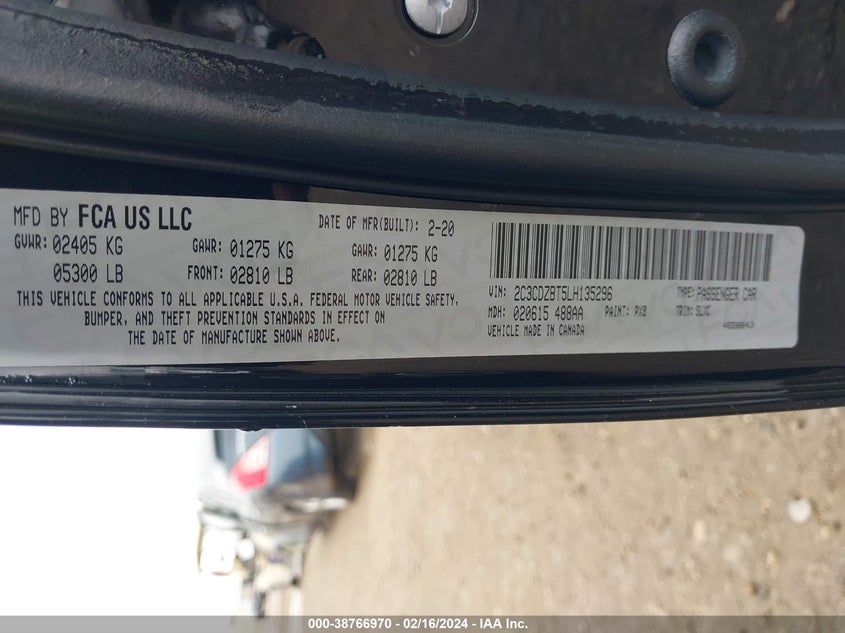 MFD BY FCA US LLC
DATE OF MFR(BUILT): 2-20
GVWR: 02405 KG GAWR: 01275 KG GAWR: 01275 KG
05300 LB FRONT: 02810 LB REAR: 02810 LB
THIS VEHICLE CONFORMS TO ALL APPLICABLE U.S.A. FEDERAL MOTOR VEHICLE SAFETY,
BUMPER, AND THEFT PREVENTION STANDARDS IN EFFECT ON
THE DATE OF MANUFACTURE SHOWN ABOVE.
VIN: 2C3CDZBT5LH135296 TYPE: PASSENGER CAR
MDH: 020615 488AA PAINT: PX8 TRIM: SLXC
VEHICLE MADE IN CANADA
000-38766970 - 02/16/2024 - IAA Inc.